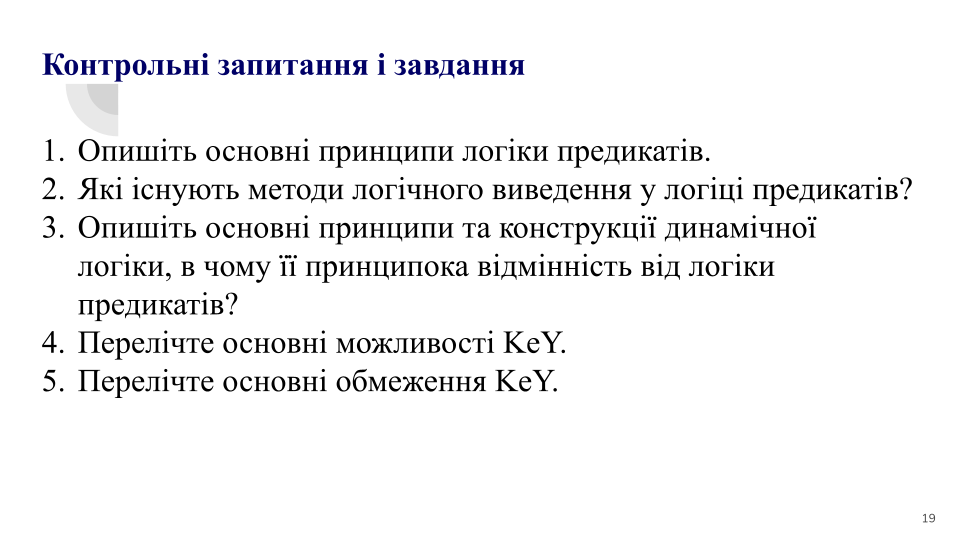 Контрольні запитання і завдання
1. Опишіть основні принципи логіки предикатів.
2. Які існують методи логічного виведення у логіці предикатів?
3. Опишіть основні принципи та конструкції динамічної
логіки, в чому її принципока відмінність від логіки
предикатів?
4. Перелічте основні можливості KeY.
5. Перелічте основні обмеження KeY.
19